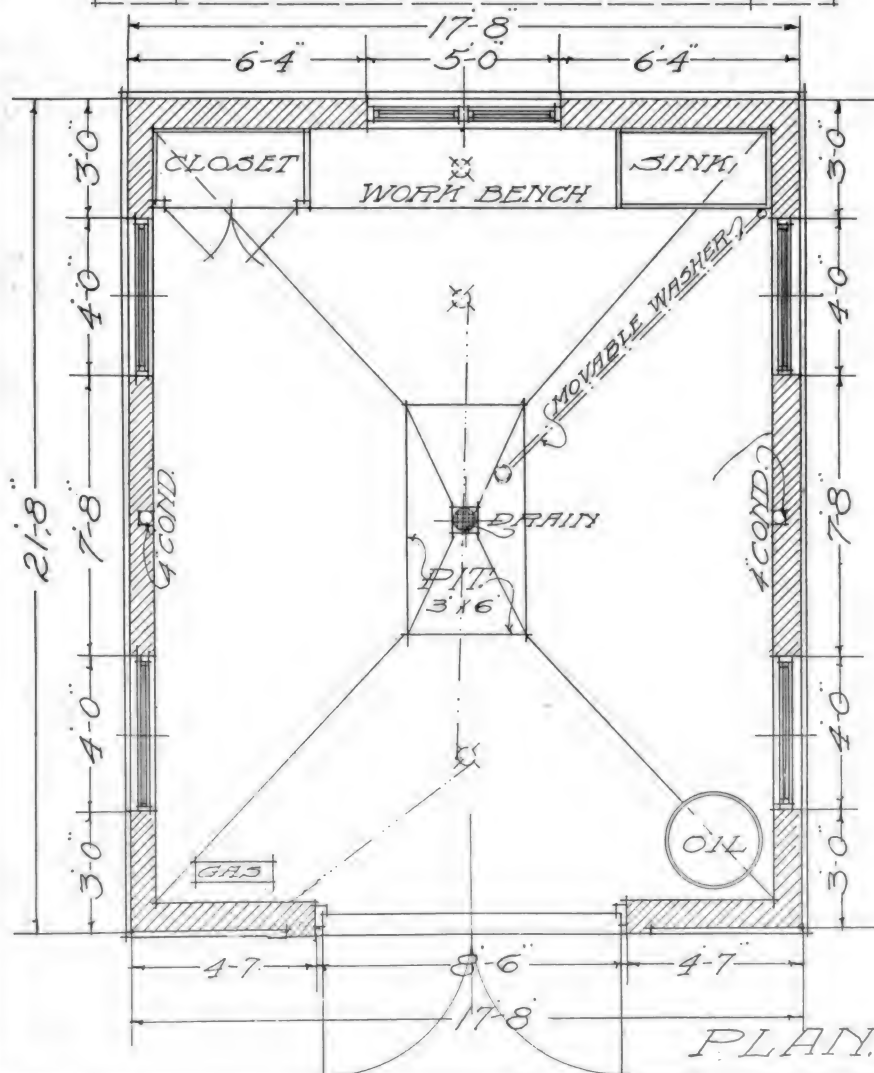 17'-8"
6'-4" 5'-0" 6'-4"
3'-0"
CLOSET
WORK BENCH
SINK
3'-0"
4'-0"
MOVABLE WASHER
4'-0"
21'-8"
7'-8"
4" COND.
DRAIN
PIT.
3' x 6'
4" COND.
7'-8"
4'-0"
4'-0"
3'-0"
GAS
OIL
3'-0"
4'-7 8'-6" 4'-7"
17'-8"
PLAN.